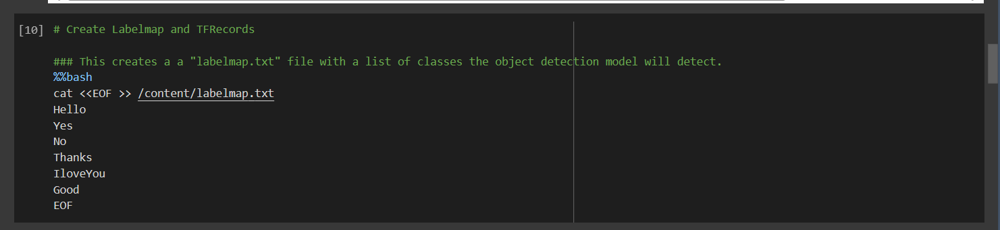 [10] # Create Labelmap and TFRecords
### This creates a a "labelmap.txt" file with a list of classes the object detection model will detect.
%%bash
cat <<EOF >> /content/labelmap.txt
Hello
Yes
No
Thanks
IloveYou
Good
EOF